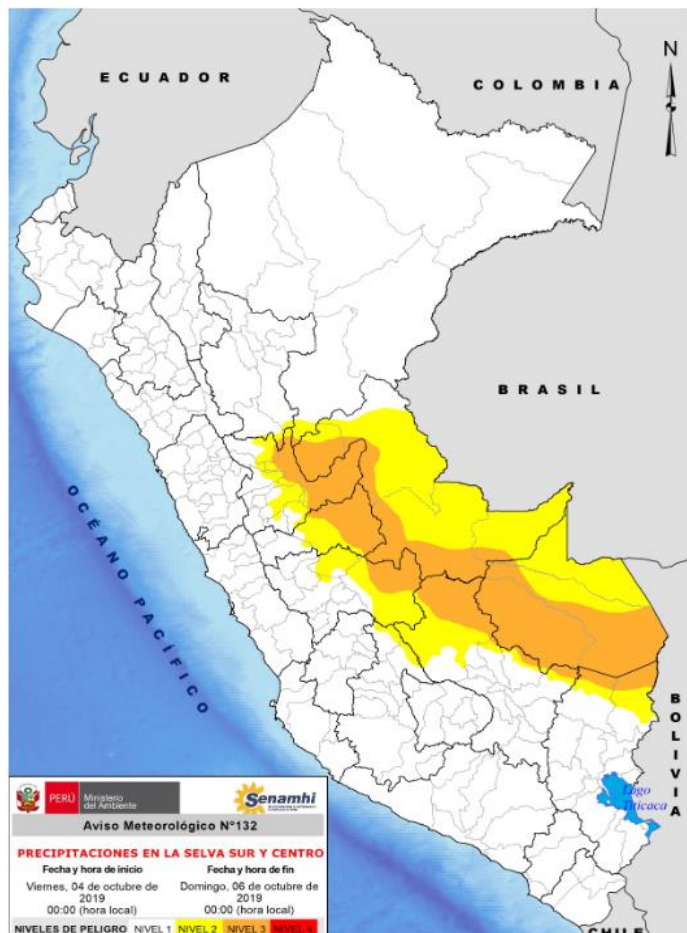 ECUADOR
COLOMBIA
N
BRASIL
OCÉANO PACÍFICO
BOLIVIA
Lago
Titicaca
CHILE
PERÚ
Ministerio
del Ambiente
Senamhi
Aviso Meteorológico N°132
PRECIPITACIONES EN LA SELVA SUR Y CENTRO
Fecha y hora de inicio
Fecha y hora de fin
Viernes, 04 de octubre de
2019
00:00 (hora local)
Domingo, 06 de octubre de
2019
00:00 (hora local)
NIVELES DE PELIGRO NIVEL 1 NIVEL 2 NIVEL 3 NIVEL 4